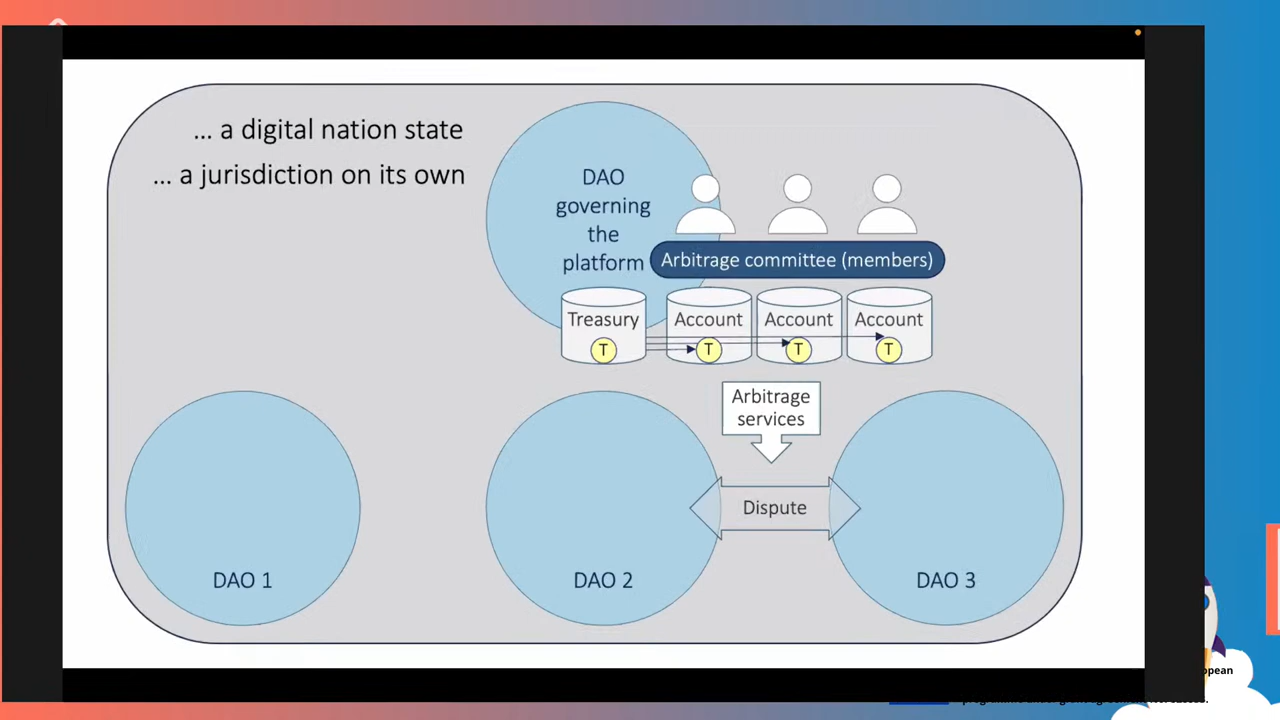 ... a digital nation state
... a jurisdiction on its own
DAO
governing
the
platform
Arbitrage committee (members)
Treasury
Account
Account
Account
T
T
T
T
Arbitrage
services
Dispute
DAO 1
DAO 2
DAO 3